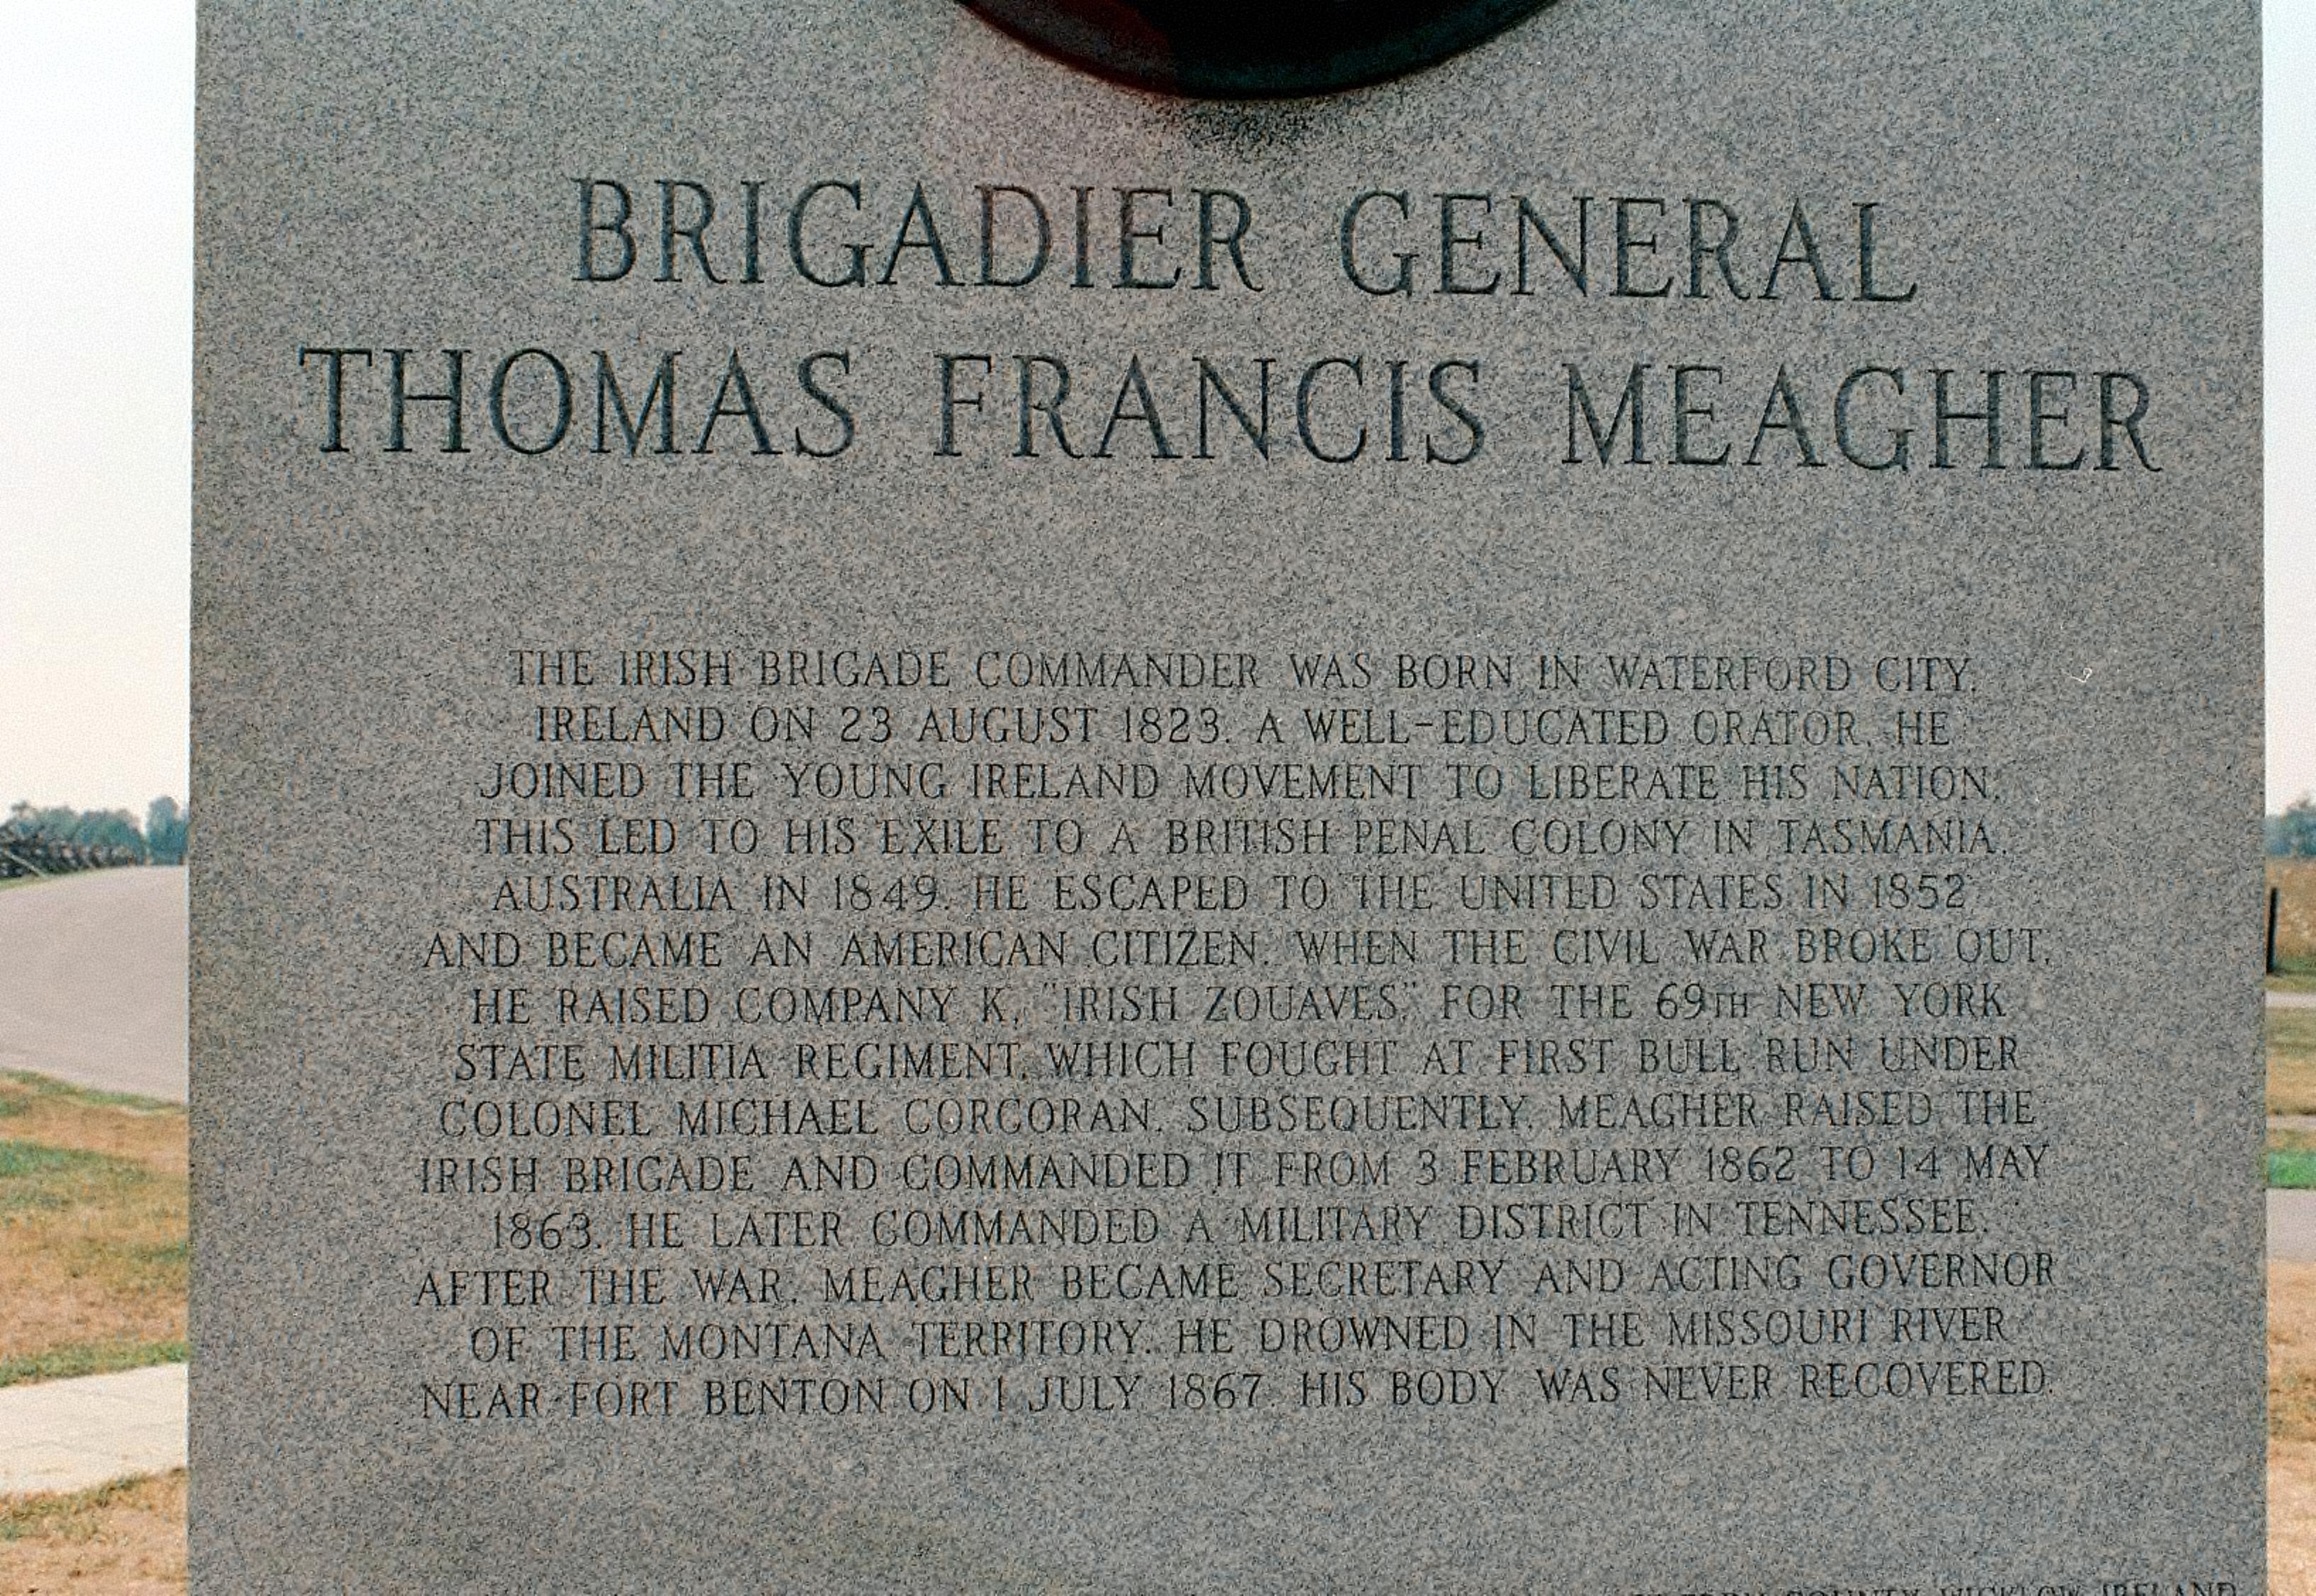 BRIGADIER GENERAL
THOMAS FRANCIS MEAGHER
THE IRISH BRIGADE COMMANDER WAS BORN IN WATERFORD CITY,
IRELAND ON 23 AUGUST 1823. A WELL-EDUCATED ORATOR, HE
JOINED THE YOUNG IRELAND MOVEMENT TO LIBERATE HIS NATION.
THIS LED TO HIS EXILE TO A BRITISH PENAL COLONY IN TASMANIA,
AUSTRALIA IN 1849. HE ESCAPED TO THE UNITED STATES IN 1852
AND BECAME AN AMERICAN CITIZEN. WHEN THE CIVIL WAR BROKE OUT,
HE RAISED COMPANY K, "IRISH ZOUAVES," FOR THE 69TH NEW YORK
STATE MILITIA REGIMENT, WHICH FOUGHT AT FIRST BULL RUN UNDER
COLONEL MICHAEL CORCORAN. SUBSEQUENTLY, MEAGHER RAISED THE
IRISH BRIGADE AND COMMANDED IT FROM 3 FEBRUARY 1862 TO 14 MAY
1863. HE LATER COMMANDED A MILITARY DISTRICT IN TENNESSEE.
AFTER THE WAR, MEAGHER BECAME SECRETARY AND ACTING GOVERNOR
OF THE MONTANA TERRITORY. HE DROWNED IN THE MISSOURI RIVER
NEAR FORT BENTON ON 1 JULY 1867. HIS BODY WAS NEVER RECOVERED.
COUNTY WICKLOW IRELAND